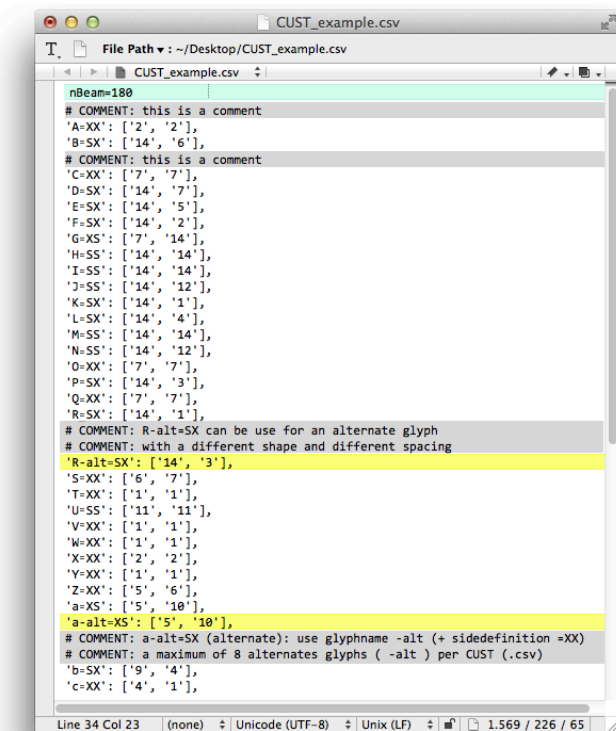 CUST_example.csv
T. File Path ▾ : ~/Desktop/CUST_example.csv
CUST_example.csv
nBeam=180
# COMMENT: this is a comment
'A=XX': ['2', '2'],
'B=SX': ['14', '6'],
# COMMENT: this is a comment
'C=XX': ['7', '7'],
'D=SX': ['14', '7'],
'E=SX': ['14', '5'],
'F=SX': ['14', '2'],
'G=XS': ['7', '14'],
'H=SS': ['14', '14'],
'I=SS': ['14', '14'],
'J=SS': ['14', '12'],
'K=SX': ['14', '1'],
'L=SX': ['14', '4'],
'M=SS': ['14', '14'],
'N=SS': ['14', '12'],
'O=XX': ['7', '7'],
'P=SX': ['14', '3'],
'Q=XX': ['7', '7'],
'R=SX': ['14', '1'],
# COMMENT: R-alt=SX can be use for an alternate glyph
# COMMENT: with a different shape and different spacing
'R-alt=SX': ['14', '3'],
'S=XX': ['6', '7'],
'T=XX': ['1', '1'],
'U=SS': ['11', '11'],
'V=XX': ['1', '1'],
'W=XX': ['1', '1'],
'X=XX': ['2', '2'],
'Y=XX': ['1', '1'],
'Z=XX': ['5', '6'],
'a=XS': ['5', '10'],
'a-alt=XS': ['5', '10'],
# COMMENT: a-alt=SX (alternate): use glyphname -alt (+ sidedefinition =XX)
# COMMENT: a maximum of 8 alternates glyphs ( -alt ) per CUST (.csv)
'b=SX': ['9', '4'],
'c=XX': ['4', '1'],
Line 34 Col 23 (none) Unicode (UTF-8) Unix (LF) 1.569 / 226 / 65